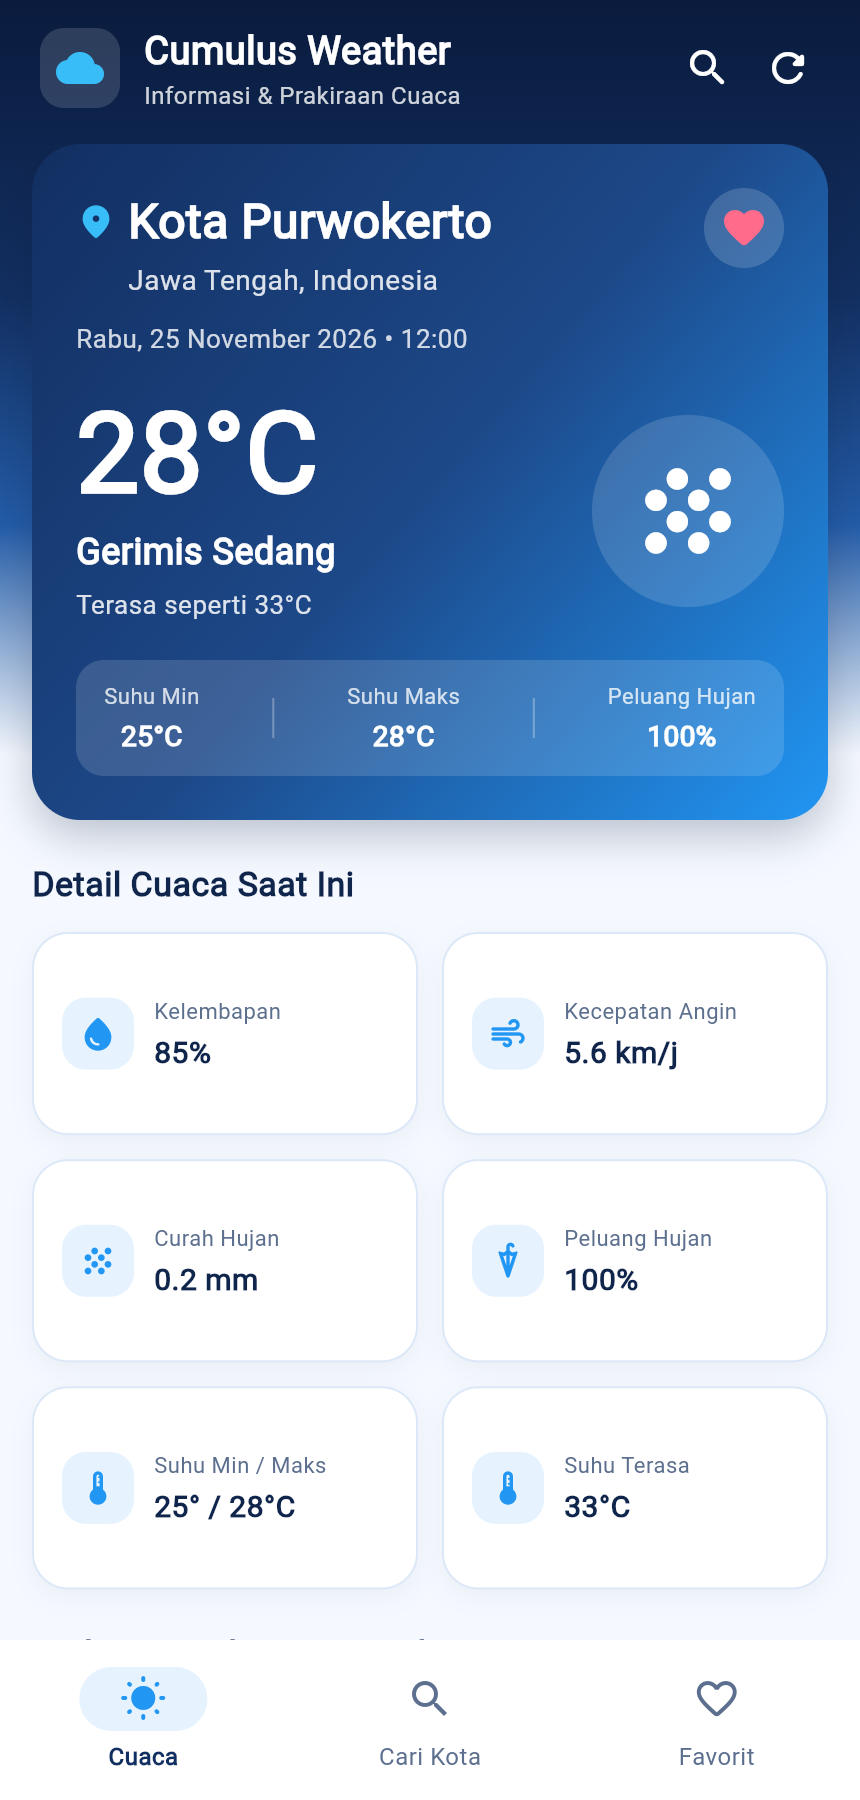 Cumulus Weather
Informasi & Prakiraan Cuaca
Kota Purwokerto
Jawa Tengah, Indonesia
Rabu, 25 November 2026 • 12:00
28°C
Gerimis Sedang
Terasa seperti 33°C
Suhu Min
25°C
Suhu Maks
28°C
Peluang Hujan
100%
Detail Cuaca Saat Ini
Kelembapan
85%
Kecepatan Angin
5.6 km/j
Curah Hujan
0.2 mm
Peluang Hujan
100%
Suhu Min / Maks
25° / 28°C
Suhu Terasa
33°C
Cuaca
Cari Kota
Favorit